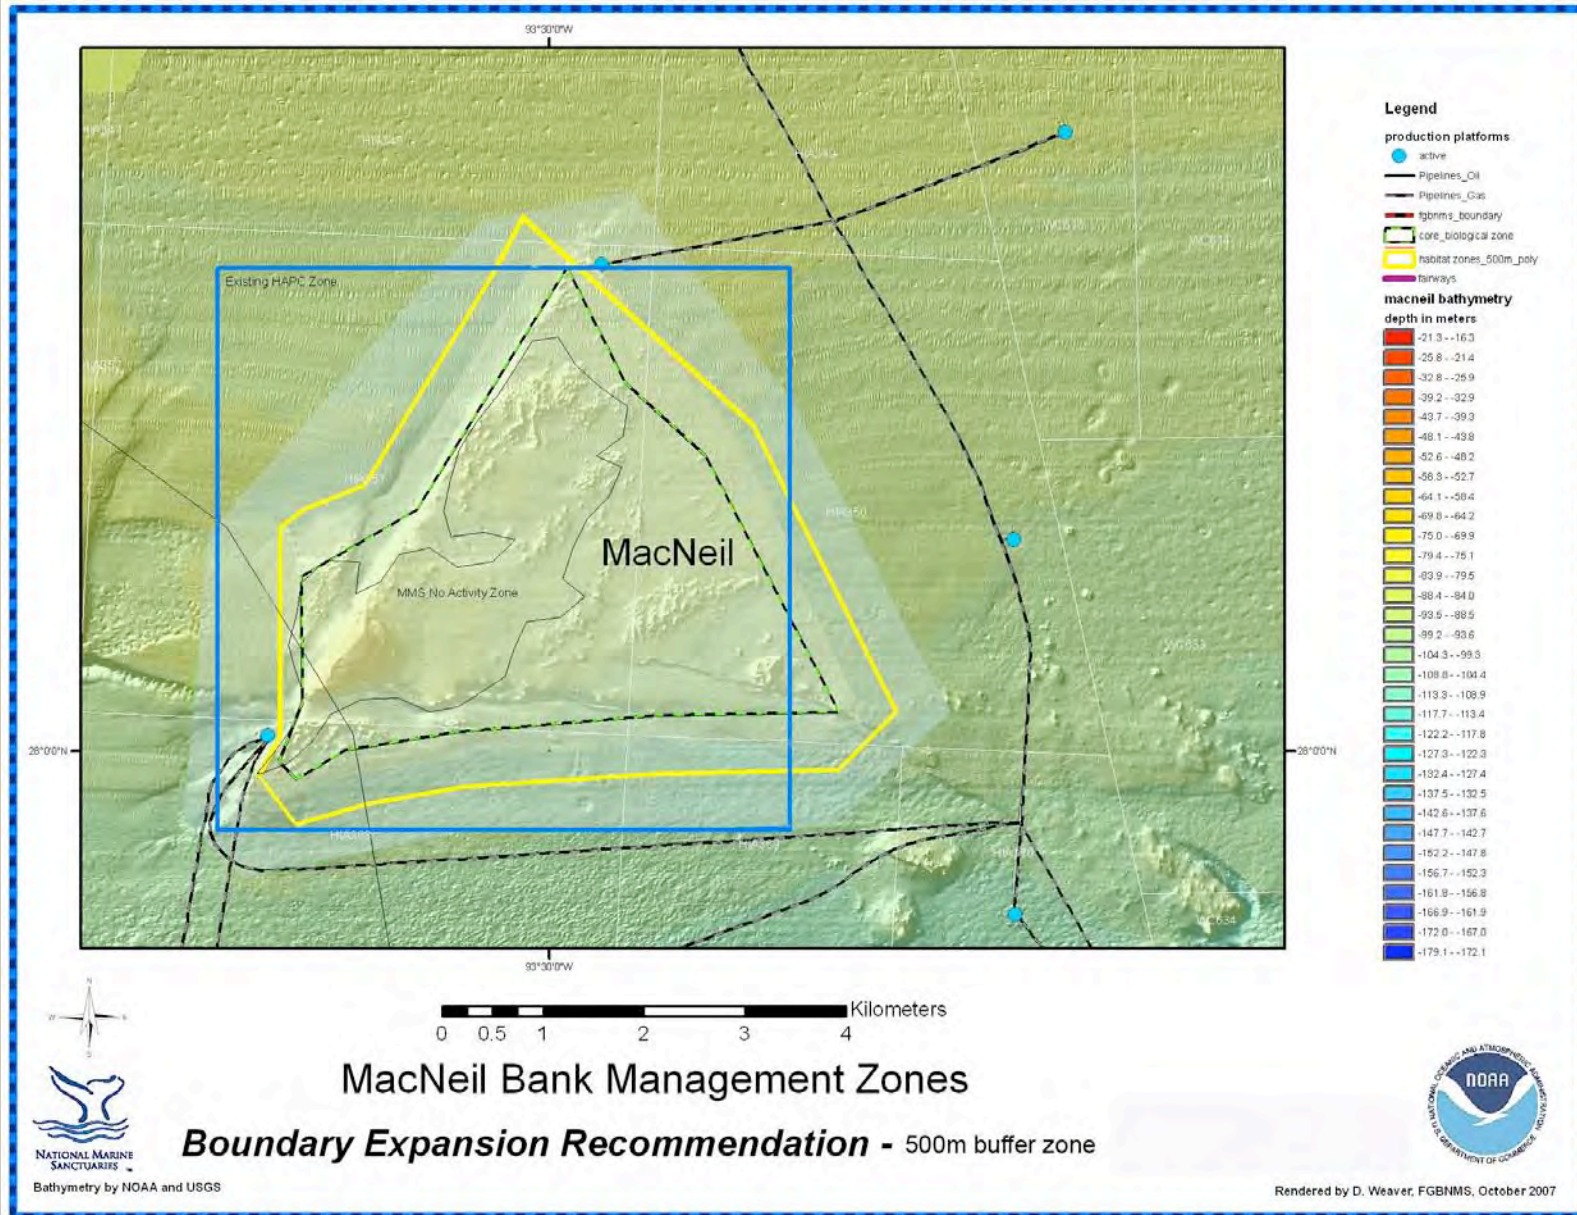 93°30'0"W
Existing HAPC Zone
MacNeil
MMS No Activity Zone
28°0'0"N
28°0'0"N
93°30'0"W
Legend
production platforms
active
Pipelines_Oil
Pipelines_Gas
fgbnms_boundary
core_biological zone
habitat zones_500m_poly
fairways
macneil bathymetry
depth in meters
-21.3 - -16.3
-25.8 - -21.4
-32.8 - -25.9
-39.2 - -32.9
-43.7 - -39.3
-48.1 - -43.8
-52.6 - -48.2
-58.3 - -52.7
-64.1 - -58.4
-69.8 - -64.2
-75.0 - -69.9
-79.4 - -75.1
-83.9 - -79.5
-88.4 - -84.0
-93.5 - -88.5
-99.2 - -93.6
-104.3 - -99.3
-108.8 - -104.4
-113.3 - -108.9
-117.7 - -113.4
-122.2 - -117.8
-127.3 - -122.3
-132.4 - -127.4
-137.5 - -132.5
-142.6 - -137.6
-147.7 - -142.7
-152.2 - -147.8
-156.7 - -152.3
-161.8 - -156.8
-166.9 - -161.9
-172.0 - -167.0
-179.1 - -172.1
N
W
S
Kilometers
0 0.5 1 2 3 4
MacNeil Bank Management Zones
Boundary Expansion Recommendation - 500m buffer zone
NATIONAL MARINE
SANCTUARIES
Bathymetry by NOAA and USGS
NATIONAL OCEANIC AND ATMOSPHERIC ADMINISTRATION
NOAA
U.S. DEPARTMENT OF COMMERCE
Rendered by D. Weaver, FGBNMS, October 2007